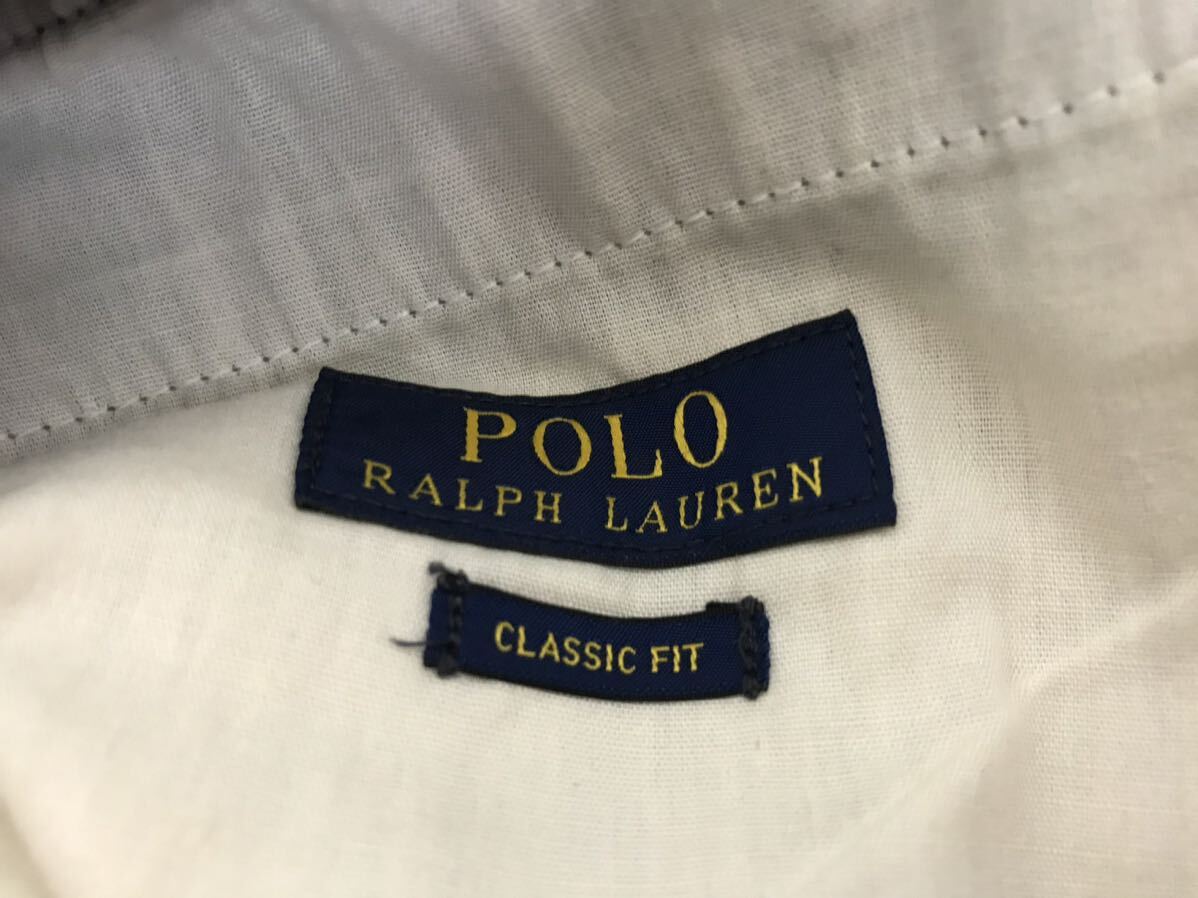 POLO
RALPH LAUREN
CLASSIC FIT